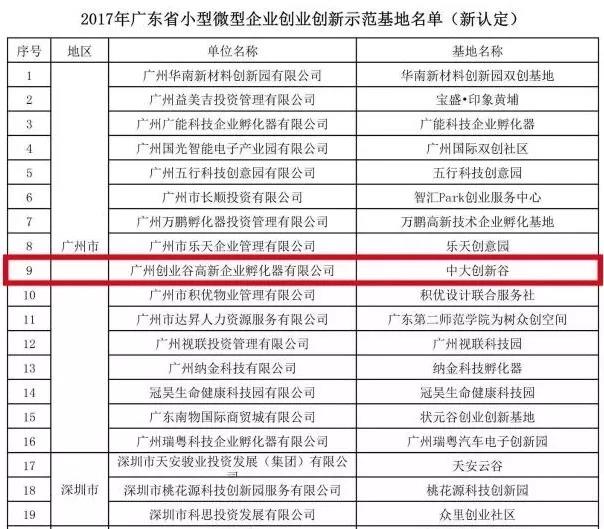 2017年广东省小型微型企业创业创新示范基地名单（新认定）
序号 地区 单位名称 基地名称
1 广州华南新材料创新园有限公司 华南新材料创新园双创基地
2 广州益美吉投资管理有限公司 宝盛•印象黄埔
3 广州广能科技企业孵化器有限公司 广能科技企业孵化器
4 广州国光智能电子产业园有限公司 广州国际双创社区
5 广州五行科技创意园有限公司 五行科技创意园
6 广州市长顺投资有限公司 智汇Park创业服务中心
7 广州万鹏孵化器投资管理有限公司 万鹏高新技术企业孵化基地
8 广州市 广州市乐天企业管理有限公司 乐天创意园
9 广州创业谷高新企业孵化器有限公司 中大创新谷
10 广州市积优物业管理有限公司 积优设计联合服务社
11 广州市达昇人力资源服务有限公司 广东第二师范学院为树众创空间
12 广州视联投资管理有限公司 广州视联科技园
13 广州纳金科技有限公司 纳金科技孵化器
14 冠昊生命健康科技园有限公司 冠昊生命健康科技园
15 广东南物国际商贸城有限公司 状元谷创业创新基地
16 广州瑞粤科技企业孵化器有限公司 广州瑞粤汽车电子创新园
17 深圳市天安骏业投资发展（集团）有限公 天安云谷
18 深圳市 深圳市桃花源科技创新园服务有限公司 桃花源科技创新园
19 深圳市科思投资发展有限公司 众里创业社区